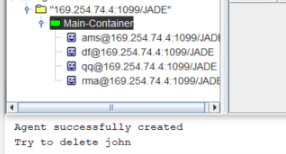 "169.254.74.4:1099/JADE"
Main-Container
ams@169.254.74.4:1099/JADE
df@169.254.74.4:1099/JADE
qq@169.254.74.4:1099/JADE
rma@169.254.74.4:1099/JADE
Agent successfully created
Try to delete john